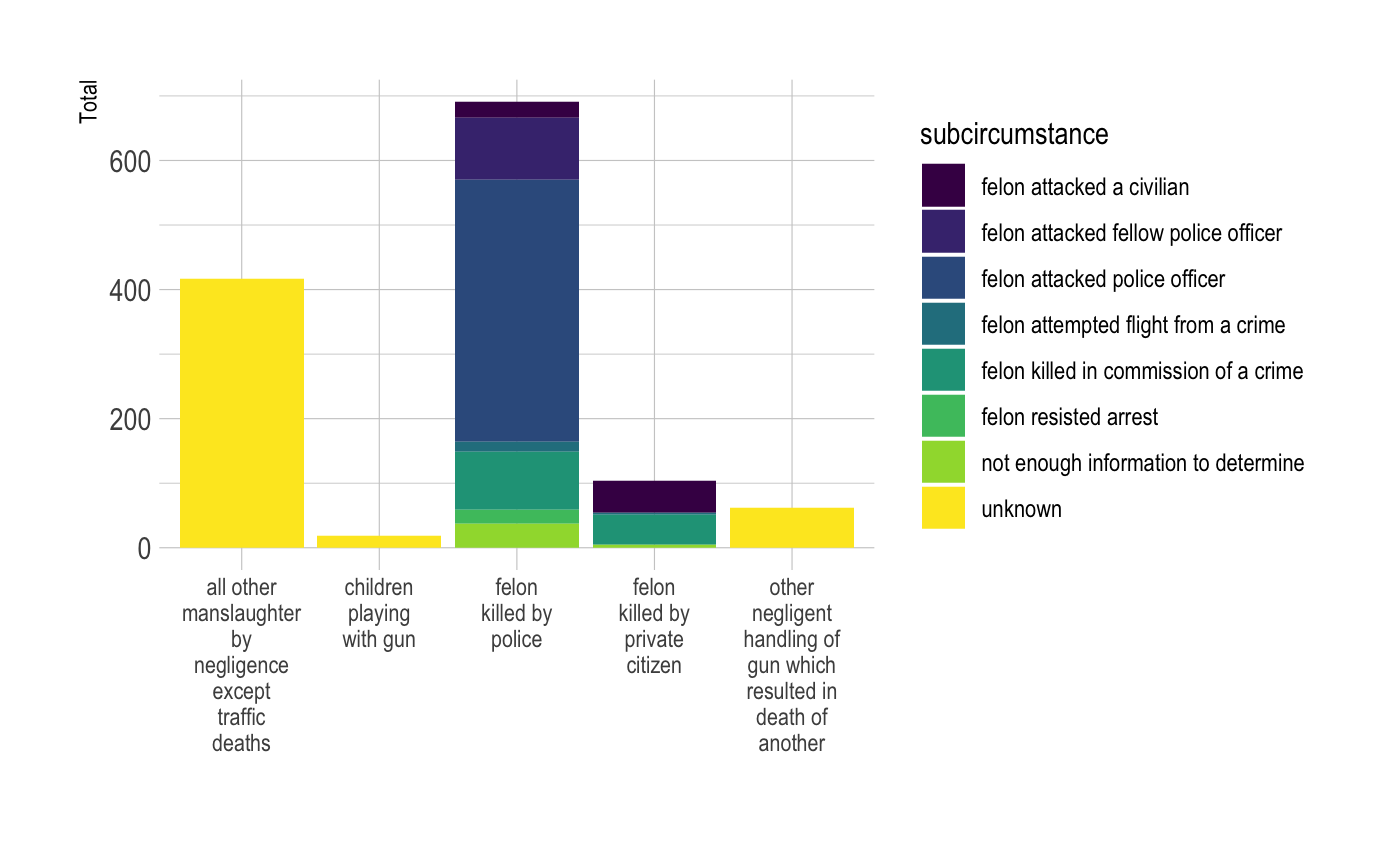 Total
600
400
200
0
all other
manslaughter
by
negligence
except
traffic
deaths
children
playing
with gun
felon
killed by
police
felon
killed by
private
citizen
other
negligent
handling of
gun which
resulted in
death of
another
subcircumstance
felon attacked a civilian
felon attacked fellow police officer
felon attacked police officer
felon attempted flight from a crime
felon killed in commission of a crime
felon resisted arrest
not enough information to determine
unknown